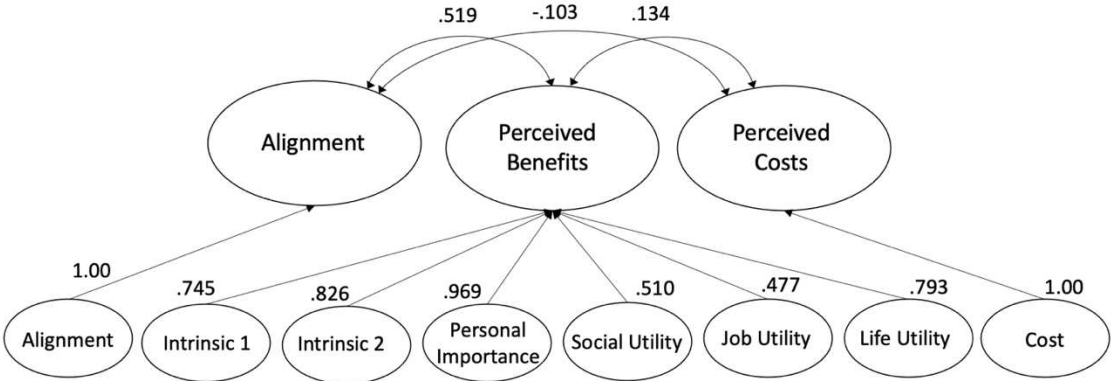 .519 -.103 .134
Alignment
Perceived
Benefits
Perceived
Costs
1.00 .745 .826 .969 .510 .477 .793 1.00
Alignment
Intrinsic 1
Intrinsic 2
Personal
Importance
Social Utility
Job Utility
Life Utility
Cost